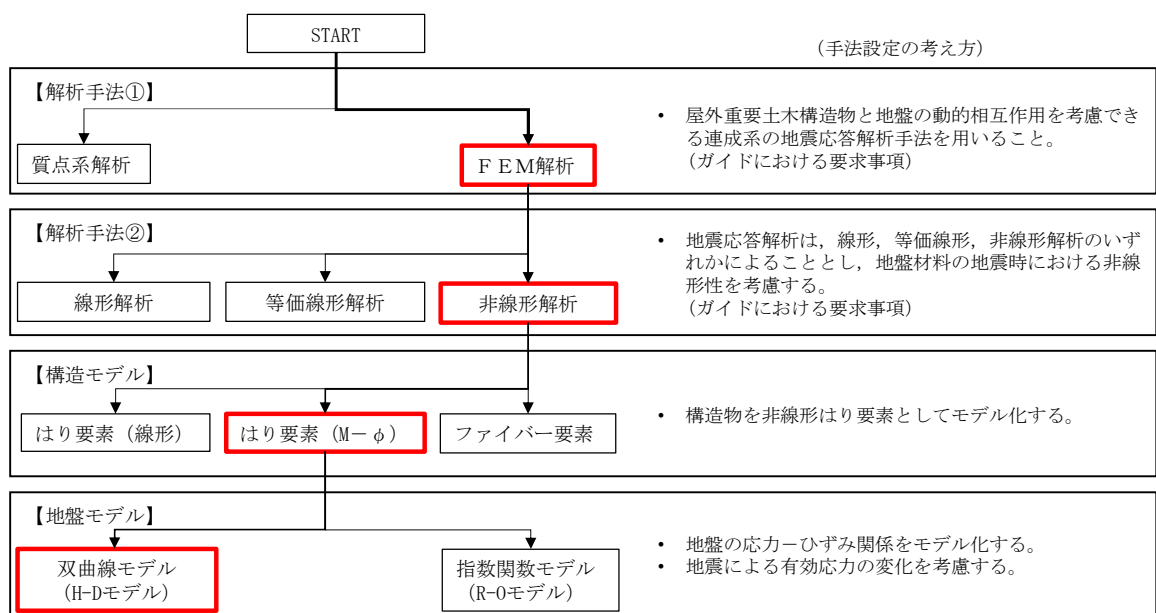 START
(手法設定の考え方)
【解析手法①】
質点系解析
ＦＥＭ解析
• 屋外重要土木構造物と地盤の動的相互作用を考慮でき
る連成系の地震応答解析手法を用いること。
(ガイドにおける要求事項)
【解析手法②】
線形解析
等価線形解析
非線形解析
• 地震応答解析は，線形，等価線形，非線形解析のいず
れかによることとし，地盤材料の地震時における非線
形性を考慮する。
(ガイドにおける要求事項)
【構造モデル】
はり要素（線形）
はり要素（M－φ）
ファイバー要素
• 構造物を非線形はり要素としてモデル化する。
【地盤モデル】
双曲線モデル
(H-Dモデル)
指数関数モデル
(R-Oモデル)
• 地盤の応力－ひずみ関係をモデル化する。
• 地震による有効応力の変化を考慮する。